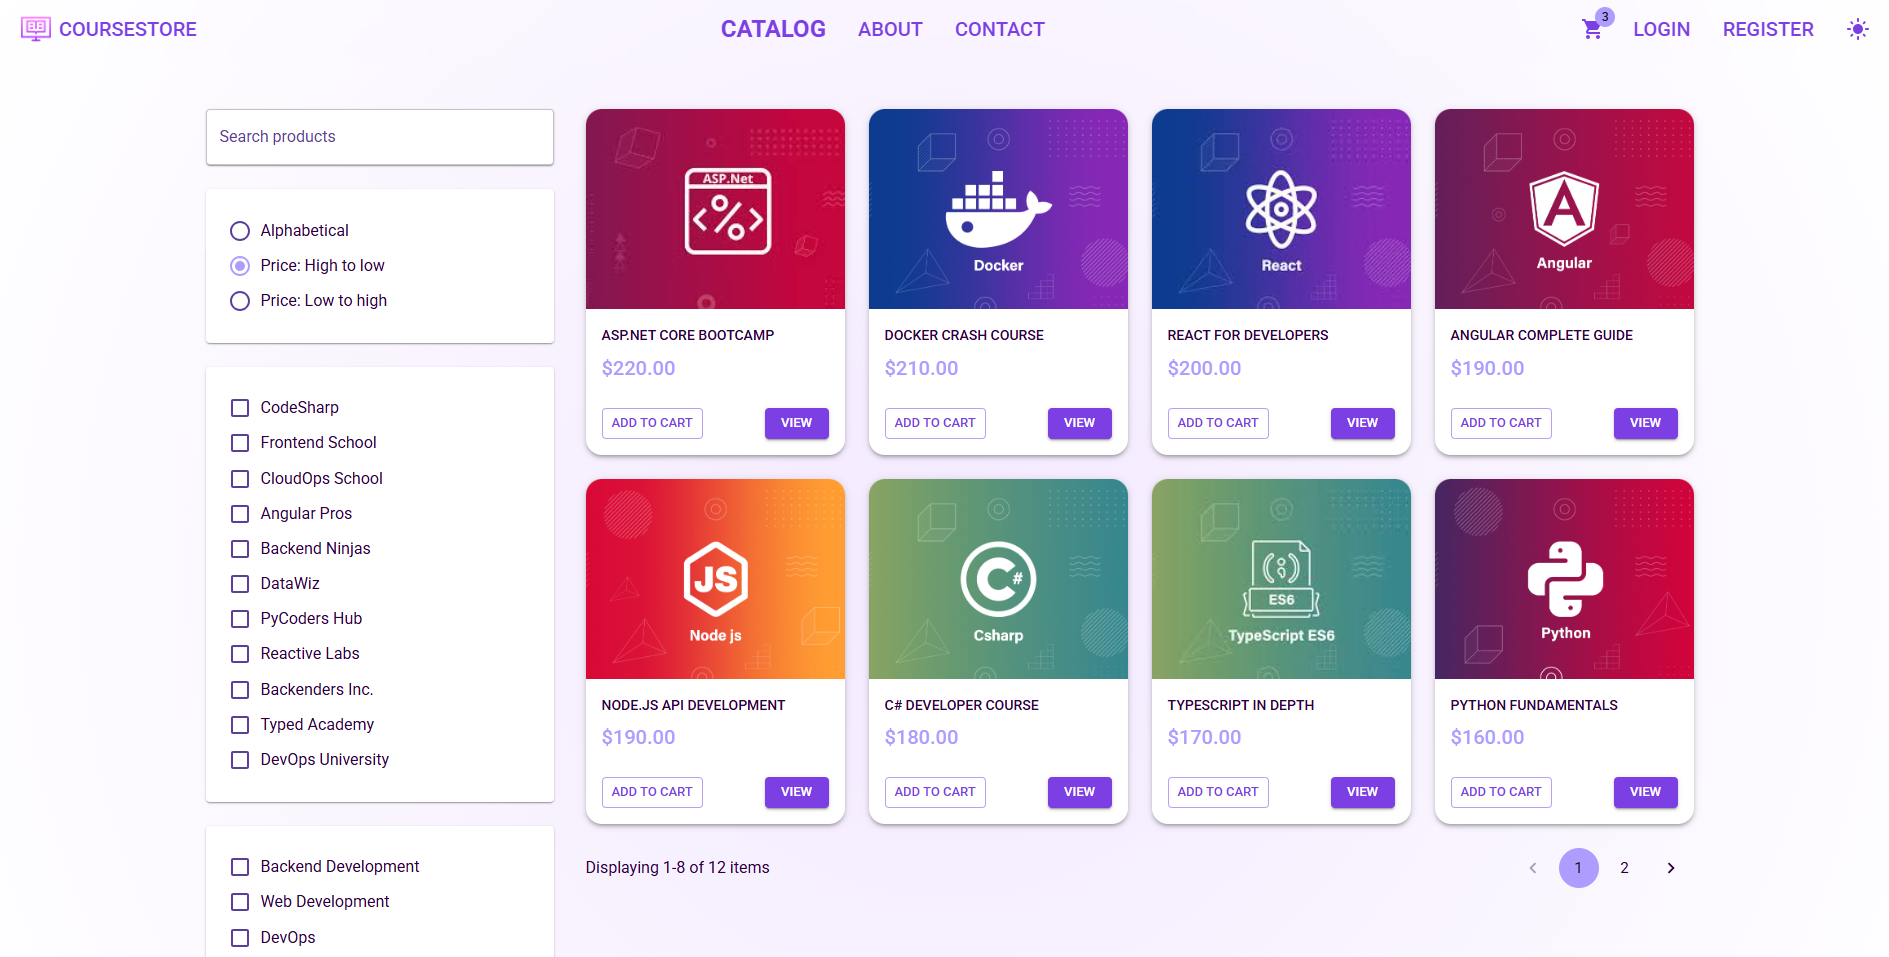 COURSESTORE
CATALOG ABOUT CONTACT
3
LOGIN REGISTER
Search products
Alphabetical
Price: High to low
Price: Low to high
CodeSharp
Frontend School
CloudOps School
Angular Pros
Backend Ninjas
DataWiz
PyCoders Hub
Reactive Labs
Backenders Inc.
Typed Academy
DevOps University
Backend Development
Web Development
DevOps
ASP.Net
<%>
ASP.NET CORE BOOTCAMP
$220.00
ADD TO CART VIEW
Docker
DOCKER CRASH COURSE
$210.00
ADD TO CART VIEW
React
REACT FOR DEVELOPERS
$200.00
ADD TO CART VIEW
A
Angular
ANGULAR COMPLETE GUIDE
$190.00
ADD TO CART VIEW
JS
Node js
NODE.JS API DEVELOPMENT
$190.00
ADD TO CART VIEW
C#
Csharp
C# DEVELOPER COURSE
$180.00
ADD TO CART VIEW
(;)
ES6
TypeScript ES6
TYPESCRIPT IN DEPTH
$170.00
ADD TO CART VIEW
Python
PYTHON FUNDAMENTALS
$160.00
ADD TO CART VIEW
Displaying 1-8 of 12 items
1 2